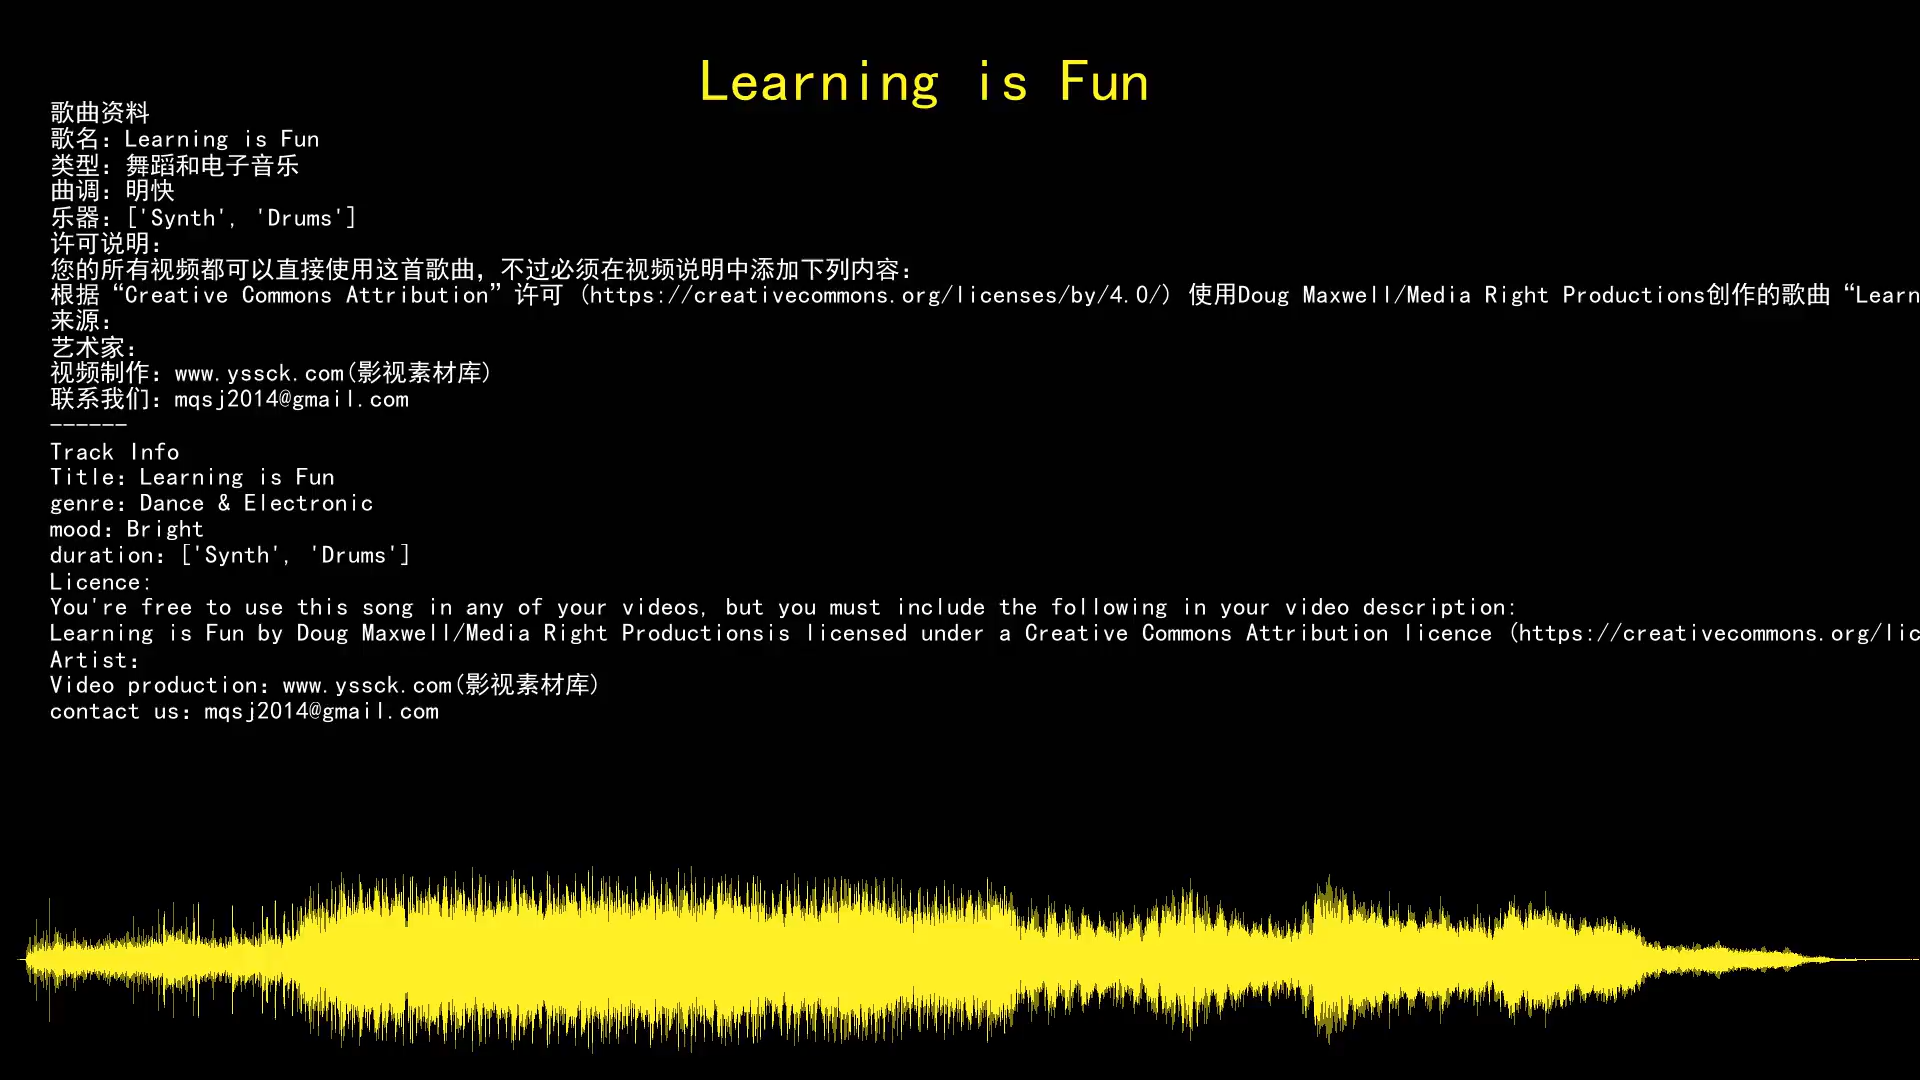 Learning is Fun
歌曲资料
歌名：Learning is Fun
类型：舞蹈和电子音乐
曲调：明快
乐器：['Synth', 'Drums']
许可说明：
您的所有视频都可以直接使用这首歌曲，不过必须在视频说明中添加下列内容：
根据“Creative Commons Attribution”许可 (https://creativecommons.org/licenses/by/4.0/) 使用Doug Maxwell/Media Right Productions创作的歌曲“Learn
来源：
艺术家：
视频制作：www.yssck.com(影视素材库)
联系我们：mqsj2014@gmail.com
------
Track Info
Title：Learning is Fun
genre：Dance & Electronic
mood：Bright
duration：['Synth', 'Drums']
Licence:
You're free to use this song in any of your videos, but you must include the following in your video description:
Learning is Fun by Doug Maxwell/Media Right Productionsis licensed under a Creative Commons Attribution licence (https://creativecommons.org/lic
Artist：
Video production：www.yssck.com(影视素材库)
contact us：mqsj2014@gmail.com